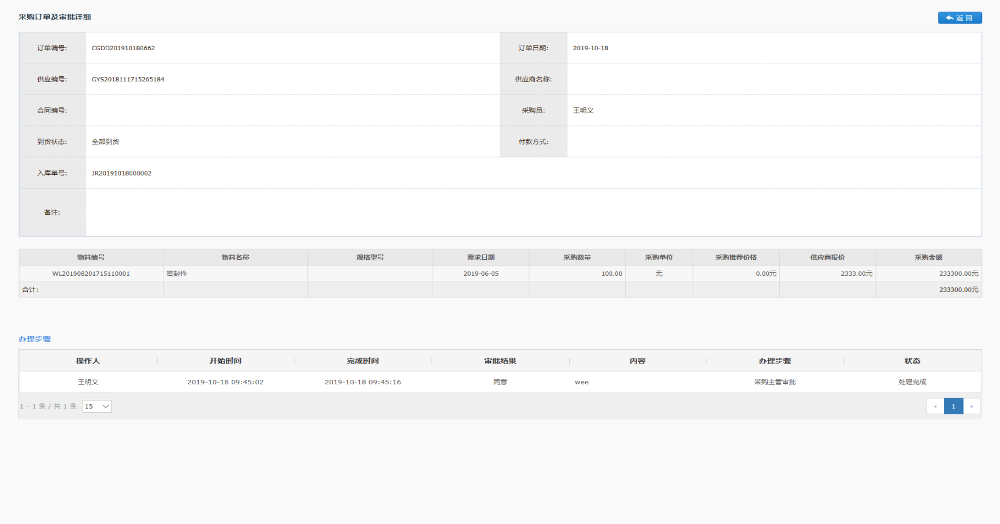 采购订单及审批详细
返 回
订单编号: CGDD201910180662 订单日期: 2019-10-18
供应编号: GYS2018111715265184 供应商名称:
合同编号: 采购员: 王明义
到货状态: 全部到货 付款方式:
入库单号: JR20191018000002
备注:
物料编号 物料名称 规格型号 需求日期 采购数量 采购单位 采购推荐价格 供应商报价 采购金额
WL201908201715110001 密封件 2019-06-05 100.00 无 0.00元 2333.00元 233300.00元
合计: 233300.00元
办理步骤
操作人 开始时间 完成时间 审批结果 内容 办理步骤 状态
王明义 2019-10-18 09:45:02 2019-10-18 09:45:16 同意 wee 采购主管审批 处理完成
1 - 1 条 / 共 1 条 15 ‹ 1 ›